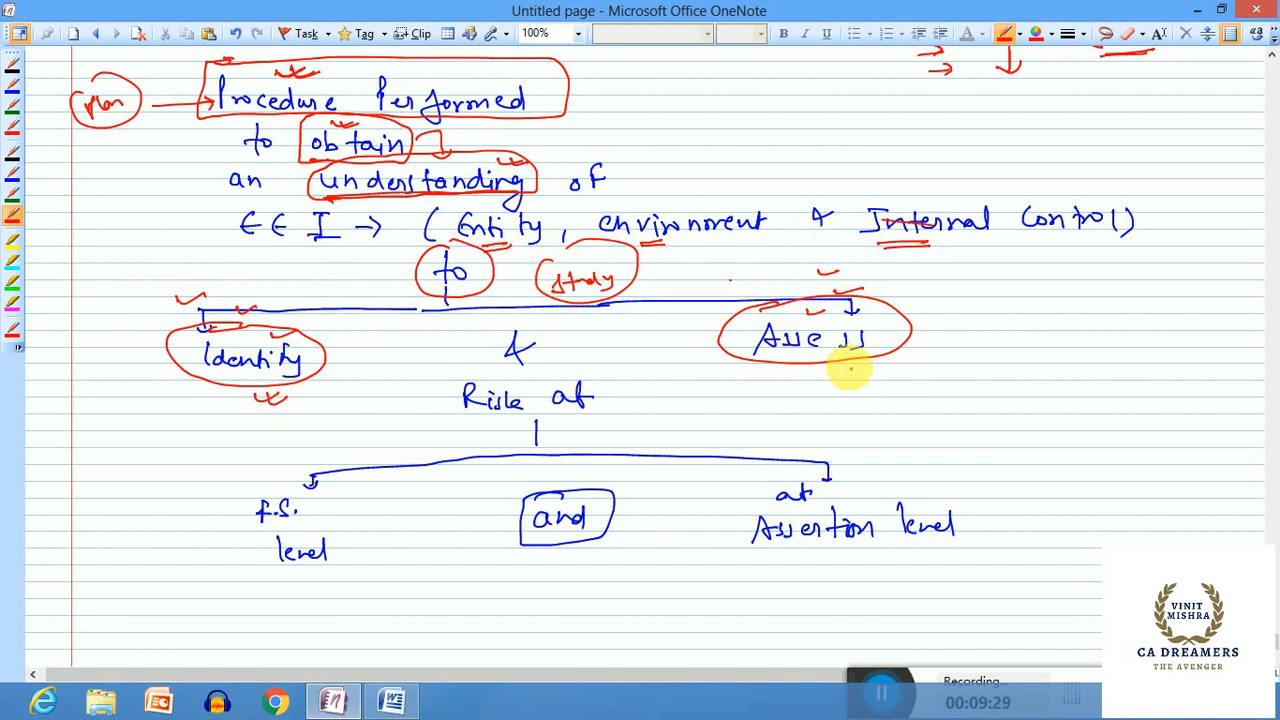 Untitled page - Microsoft Office OneNote
Task Tag Clip 100% B I U
plan Procedure Performed
to obtain
an understanding of
E E I → ( Entity, environment & Internal Control)
to study
Identify & Assess
Risk at
F.S. level and at Assertion level
VINIT
MISHRA
CA DREAMERS
THE AVENGER
Recording...
00:09:29